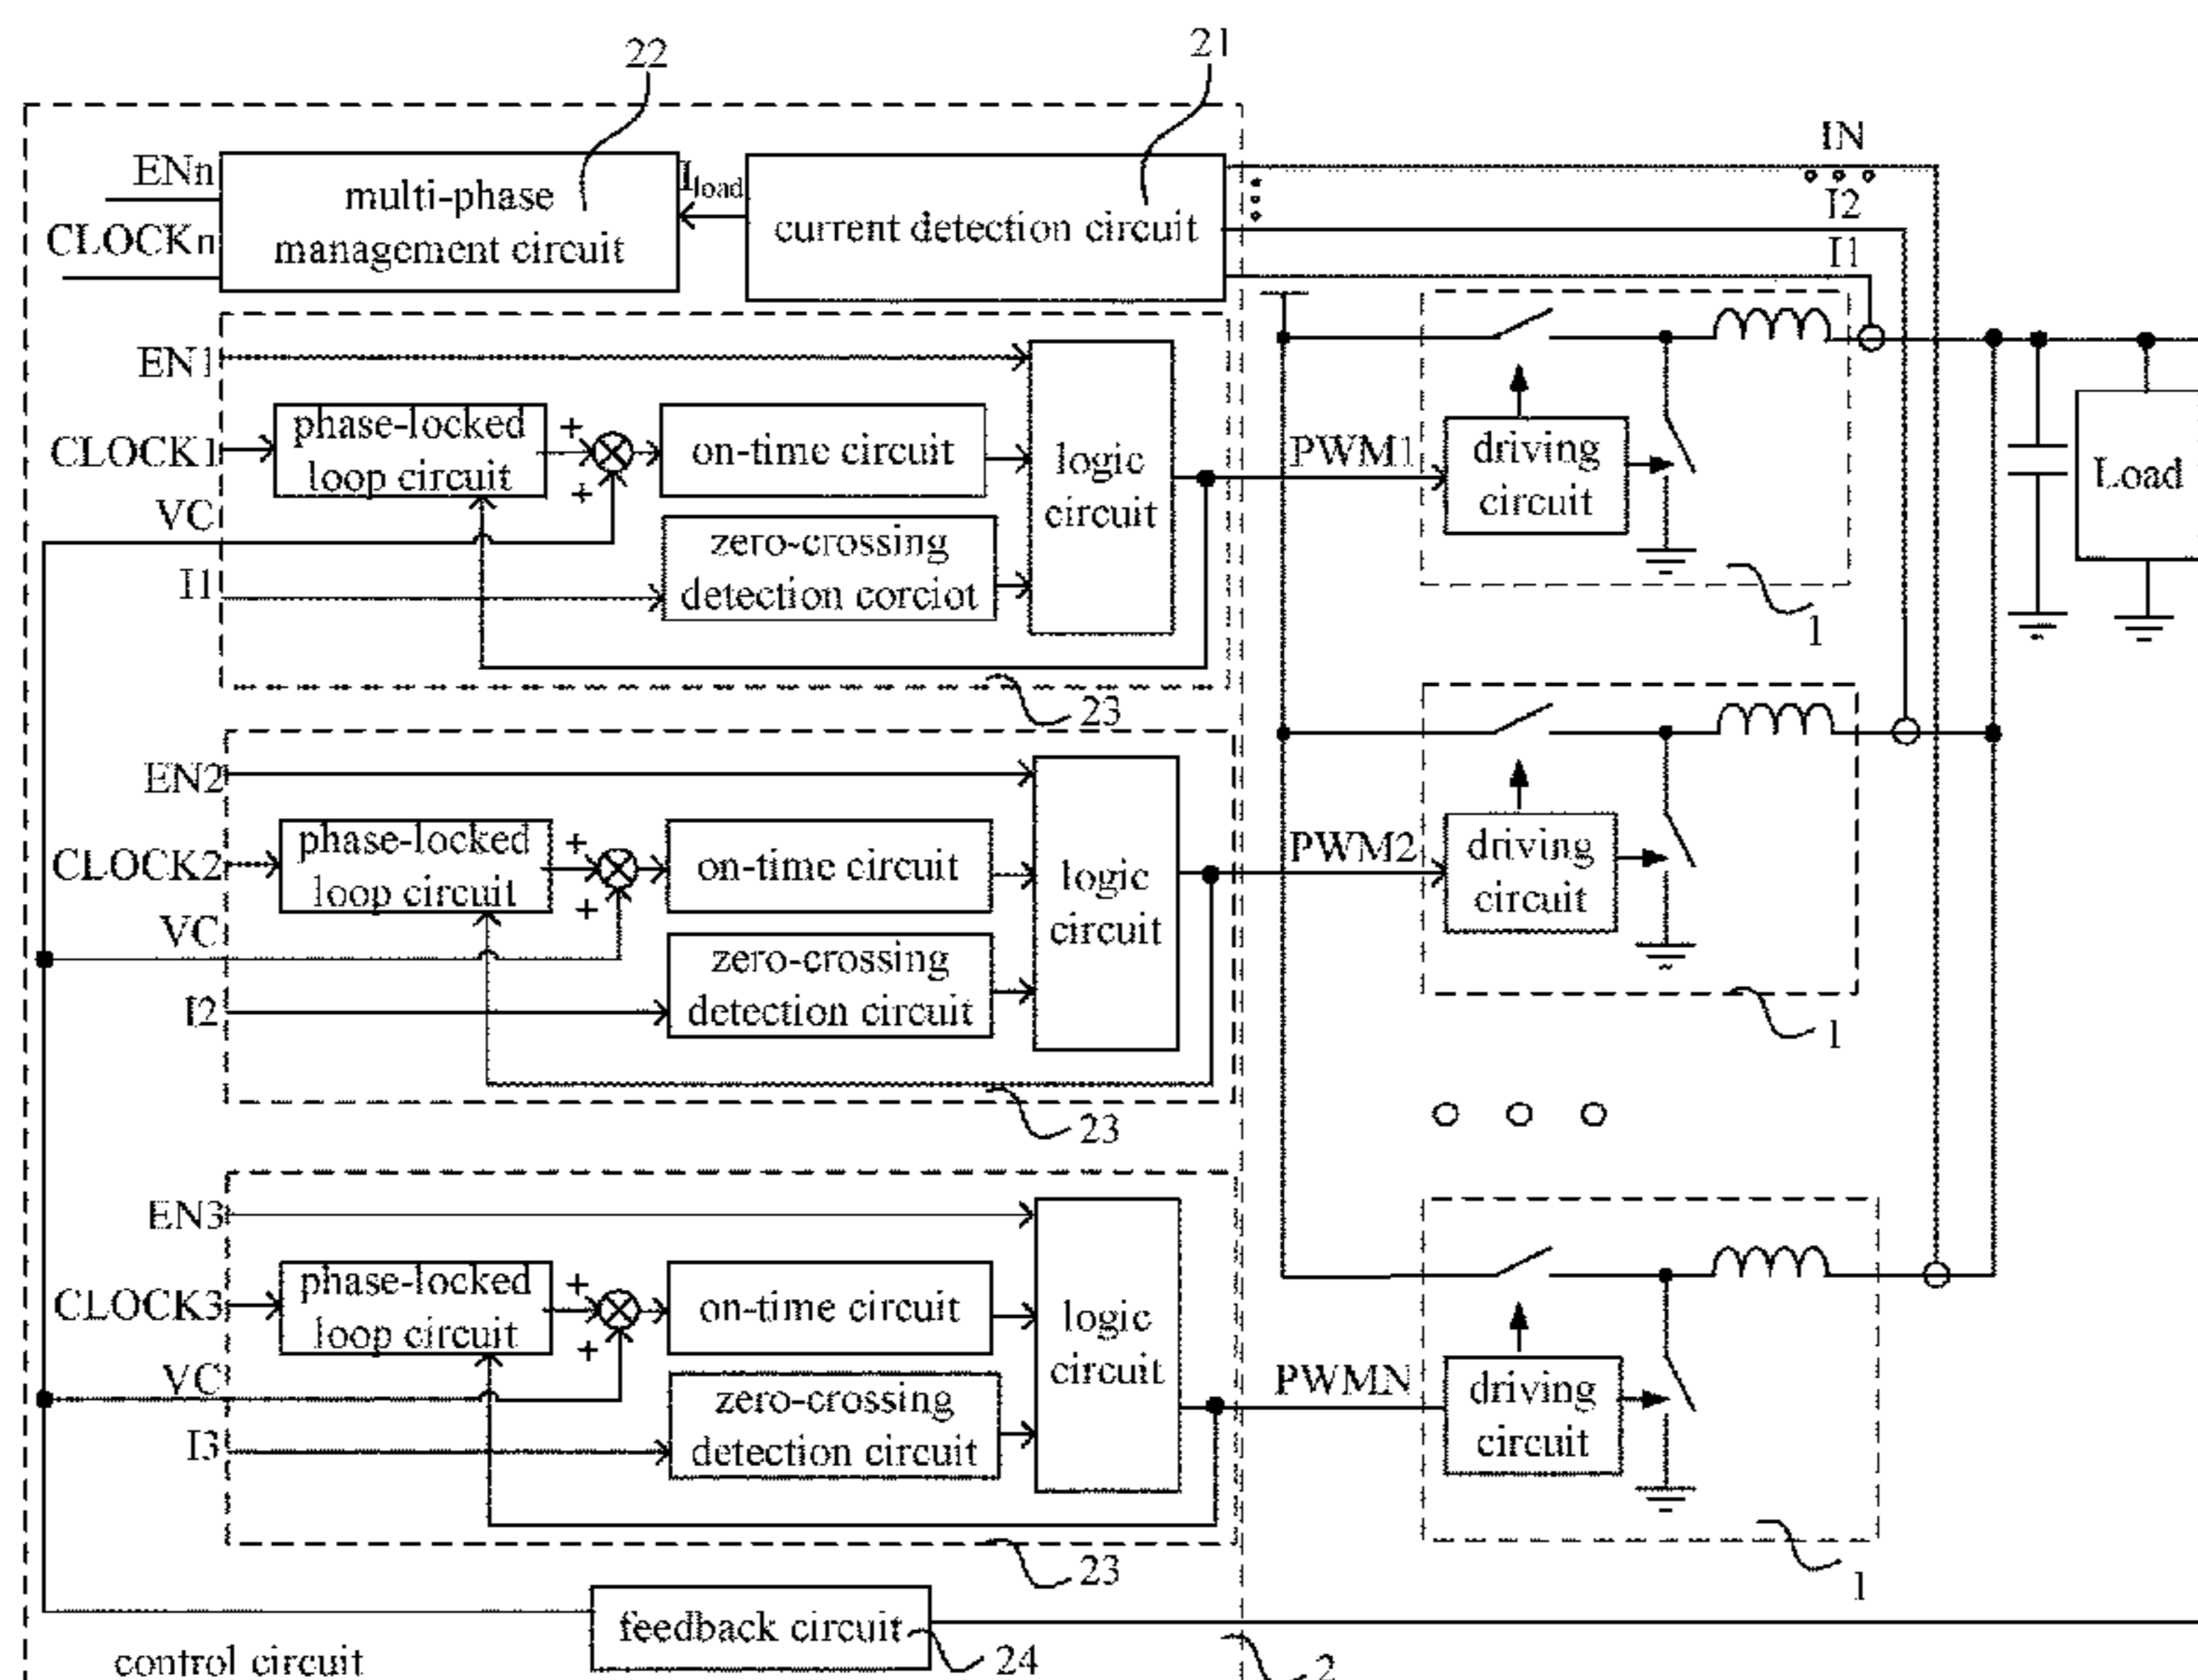 22
21
IN
ENn
multi-phase
management circuit
Iload
current detection circuit
I2
CLOCKn
I1
EN1
phase-locked
loop circuit
+
on-time circuit
logic
circuit
PWM1
driving
circuit
Load
CLOCK1
+
VC
zero-crossing
detection corciot
I1
1
23
EN2
phase-locked
loop circuit
+
on-time circuit
logic
circuit
PWM2
driving
circuit
CLOCK2
+
VC
zero-crossing
detection circuit
I2
1
23
EN3
phase-locked
loop circuit
+
on-time circuit
logic
circuit
PWMN
driving
circuit
CLOCK3
+
VC
zero-crossing
detection circuit
I3
23
1
feedback circuit
24
2
control circuit